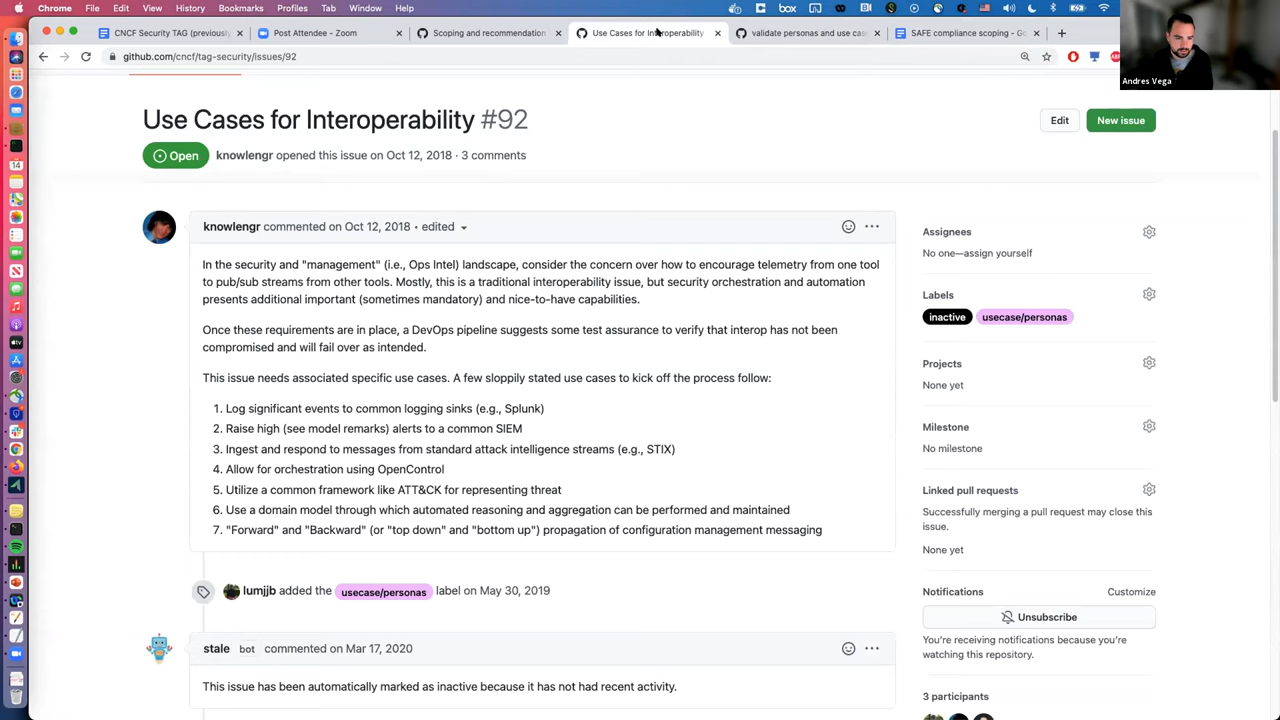 Chrome File Edit View History Bookmarks Profiles Tab Window Help
CNCF Security TAG (previously
Post Attendee - Zoom
Scoping and recommendation
Use Cases for Interoperability
validate personas and use cas
SAFE compliance scoping - Go
github.com/cncf/tag-security/issues/92
Andres Vega
Use Cases for Interoperability #92
Edit
New issue
Open
knowlengr opened this issue on Oct 12, 2018 · 3 comments
knowlengr commented on Oct 12, 2018 • edited
In the security and "management" (i.e., Ops Intel) landscape, consider the concern over how to encourage telemetry from one tool
to pub/sub streams from other tools. Mostly, this is a traditional interoperability issue, but security orchestration and automation
presents additional important (sometimes mandatory) and nice-to-have capabilities.
Once these requirements are in place, a DevOps pipeline suggests some test assurance to verify that interop has not been
compromised and will fail over as intended.
This issue needs associated specific use cases. A few sloppily stated use cases to kick off the process follow:
1. Log significant events to common logging sinks (e.g., Splunk)
2. Raise high (see model remarks) alerts to a common SIEM
3. Ingest and respond to messages from standard attack intelligence streams (e.g., STIX)
4. Allow for orchestration using OpenControl
5. Utilize a common framework like ATT&CK for representing threat
6. Use a domain model through which automated reasoning and aggregation can be performed and maintained
7. "Forward" and "Backward" (or "top down" and "bottom up") propagation of configuration management messaging
lumjjb added the usecase/personas label on May 30, 2019
stale bot commented on Mar 17, 2020
This issue has been automatically marked as inactive because it has not had recent activity.
Assignees
No one—assign yourself
Labels
inactive usecase/personas
Projects
None yet
Milestone
No milestone
Linked pull requests
Successfully merging a pull request may close this
issue.
None yet
Notifications
Customize
Unsubscribe
You're receiving notifications because you're
watching this repository.
3 participants